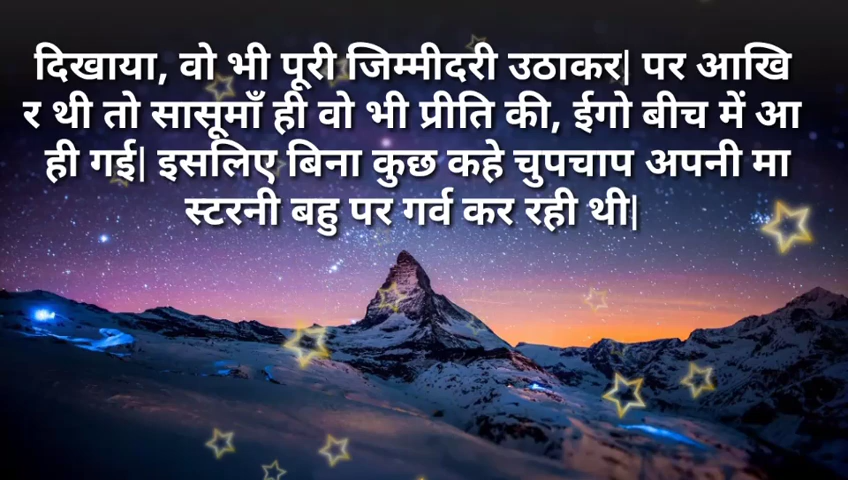 दिखाया, वो भी पूरी जिम्मीदरी उठाकर| पर आखि
र थी तो सासूमाँ ही वो भी प्रीति की, ईगो बीच में आ
ही गई| इसलिए बिना कुछ कहे चुपचाप अपनी मा
स्टरनी बहु पर गर्व कर रही थी|